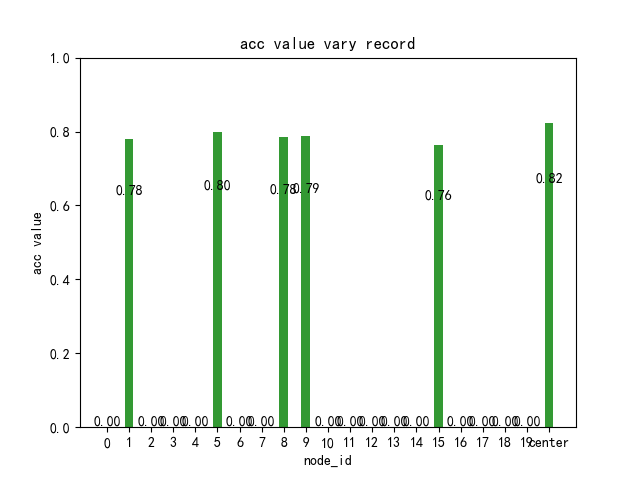 acc value vary record
1.0
0.8
0.6
0.4
0.2
0.0
acc value
0.00 0.78 0.00 0.00 0.00 0.80 0.00 0.00 0.78 0.79 0.00 0.00 0.00 0.00 0.00 0.76 0.00 0.00 0.00 0.00 0.82
0 1 2 3 4 5 6 7 8 9 10 11 12 13 14 15 16 17 18 19 center
node_id